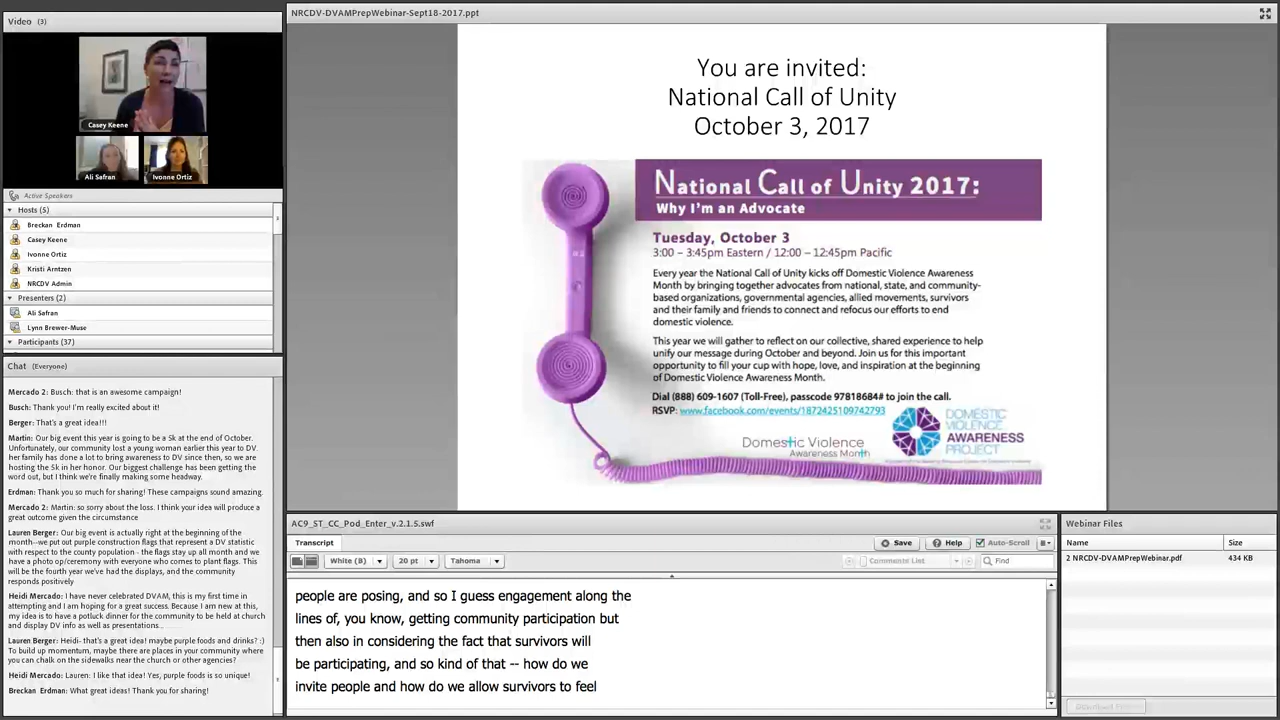 Video (3)
Casey Keene
Ali Safran
Ivonne Ortiz
Active Speakers
Hosts (5)
Breckan Erdman
Casey Keene
Ivonne Ortiz
Kristi Arntzen
NRCDV Admin
Presenters (2)
Ali Safran
Lynn Brewer-Muse
Participants (37)
Chat (Everyone)
Mercado 2: Busch: that is an awesome campaign!
Busch: Thank you! I'm really excited about it!
Berger: That's a great idea!!!
Martin: Our big event this year is going to be a 5k at the end of October.
Unfortunately, our community lost a young woman earlier this year to DV
her family has done a lot to bring awareness to DV since then, so we are
hosting the 5k in her honor. Our biggest challenge has been getting the
word out, but I think we're finally making some headway.
Erdman: Thank you so much for sharing! These campaigns sound amazing.
Mercado 2: Martin: so sorry about the loss. I think your idea will produce a
great outcome given the circumstance
Lauren Berger: Our big event is actually right at the beginning of the
month--we put out purple construction flags that represent a DV statistic
with respect to the county population - the flags stay up all month and we
have a photo op/ceremony with everyone who comes to plant flags. This
will be the fourth year we've had the displays, and the community
responds positively
Heidi Mercado: I have never celebrated DVAM, this is my first time in
attempting and I am hoping for a great success. Because I am new at this,
my idea is to have a potluck dinner for the community to be held at church
and display DV info as well as presentations...
Lauren Berger: Heidi- that's a great idea! maybe purple foods and drinks? :)
To build up momentum, maybe there are places in your community where
you can chalk on the sidewalks near the church or other agencies?
Heidi Mercado: Lauren: I like that idea! Yes, purple foods is so unique!
Breckan Erdman: What great ideas! Thank you for sharing!
NRCDV-DVAMPrepWebinar-Sept18-2017.ppt
You are invited:
National Call of Unity
October 3, 2017
National Call of Unity 2017:
Why I'm an Advocate
Tuesday, October 3
3:00 – 3:45pm Eastern / 12:00 – 12:45pm Pacific
Every year the National Call of Unity kicks off Domestic Violence Awareness
Month by bringing together advocates from national, state, and community-
based organizations, governmental agencies, allied movements, survivors
and their family and friends to connect and refocus our efforts to end
domestic violence.
This year we will gather to reflect on our collective, shared experience to help
unify our message during October and beyond. Join us for this important
opportunity to fill your cup with hope, love, and inspiration at the beginning
of Domestic Violence Awareness Month.
Dial (888) 609-1607 (Toll-Free), passcode 97818684# to join the call.
RSVP: www.facebook.com/events/1872425109742793
Domestic Violence
Awareness Month
DOMESTIC
VIOLENCE
AWARENESS
PROJECT
AC9_ST_CC_Pod_Enter_v.2.1.5.swf
Transcript
Save
Help
Auto-Scroll
White (B)
20 pt
Tahoma
Comments List
Find
people are posing, and so I guess engagement along the
lines of, you know, getting community participation but
then also in considering the fact that survivors will
be participating, and so kind of that -- how do we
invite people and how do we allow survivors to feel
Webinar Files
Name Size
2 NRCDV-DVAMPrepWebinar.pdf 434 KB